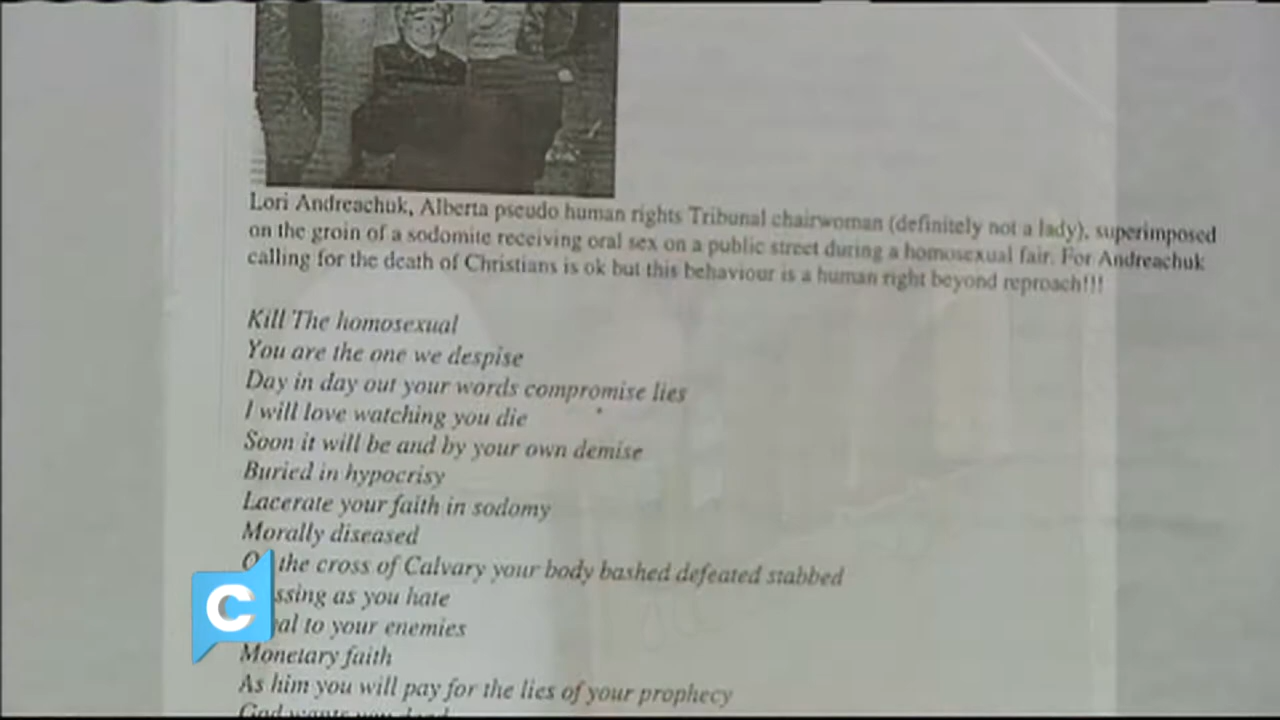 Lori Andreachuk, Alberta pseudo human rights Tribunal chairwoman (definitely not a lady), superimposed
on the groin of a sodomite receiving oral sex on a public street during a homosexual fair. For Andreachuk
calling for the death of Christians is ok but this behaviour is a human right beyond reproach!!!
Kill The homosexual
You are the one we despise
Day in day out your words compromise lies
I will love watching you die
Soon it will be and by your own demise
Buried in hypocrisy
Lacerate your faith in sodomy
Morally diseased
the cross of Calvary your body bashed defeated stabbed
as you hate
to your enemies
Monetary faith
As him you will pay for the lies of your prophecy
God wants you dead
C